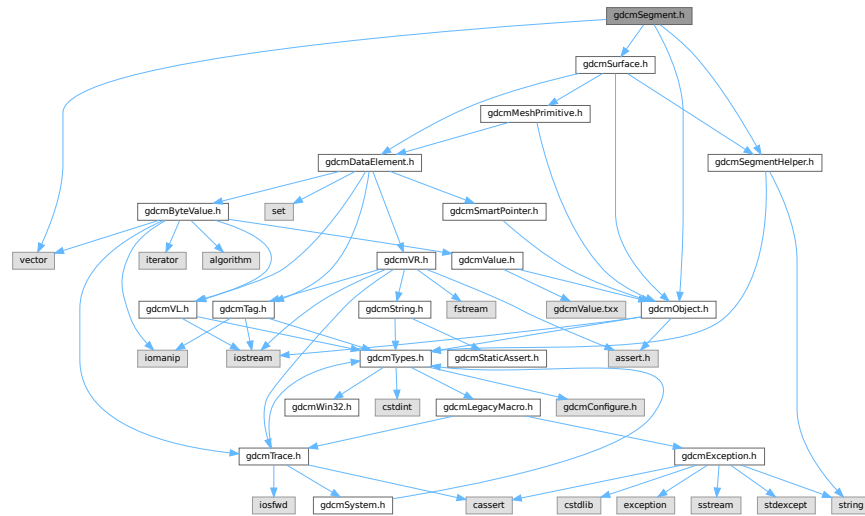 gdcmSegment.h
gdcmSurface.h
gdcmMeshPrimitive.h
gdcmDataElement.h
gdcmSegmentHelper.h
gdcmByteValue.h
set
gdcmSmartPointer.h
vector
iterator
algorithm
gdcmVR.h
gdcmValue.h
gdcmVL.h
gdcmTag.h
gdcmString.h
fstream
gdcmValue.txx
gdcmObject.h
iomanip
iostream
gdcmTypes.h
gdcmStaticAssert.h
assert.h
gdcmWin32.h
cstdint
gdcmLegacyMacro.h
gdcmConfigure.h
gdcmTrace.h
gdcmException.h
iosfwd
gdcmSystem.h
cassert
cstdlib
exception
sstream
stdexcept
string